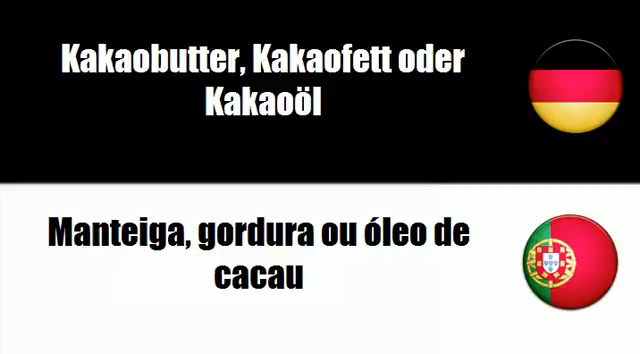 Kakaobutter, Kakaofett oder
Kakaoöl
Manteiga, gordura ou óleo de
cacau